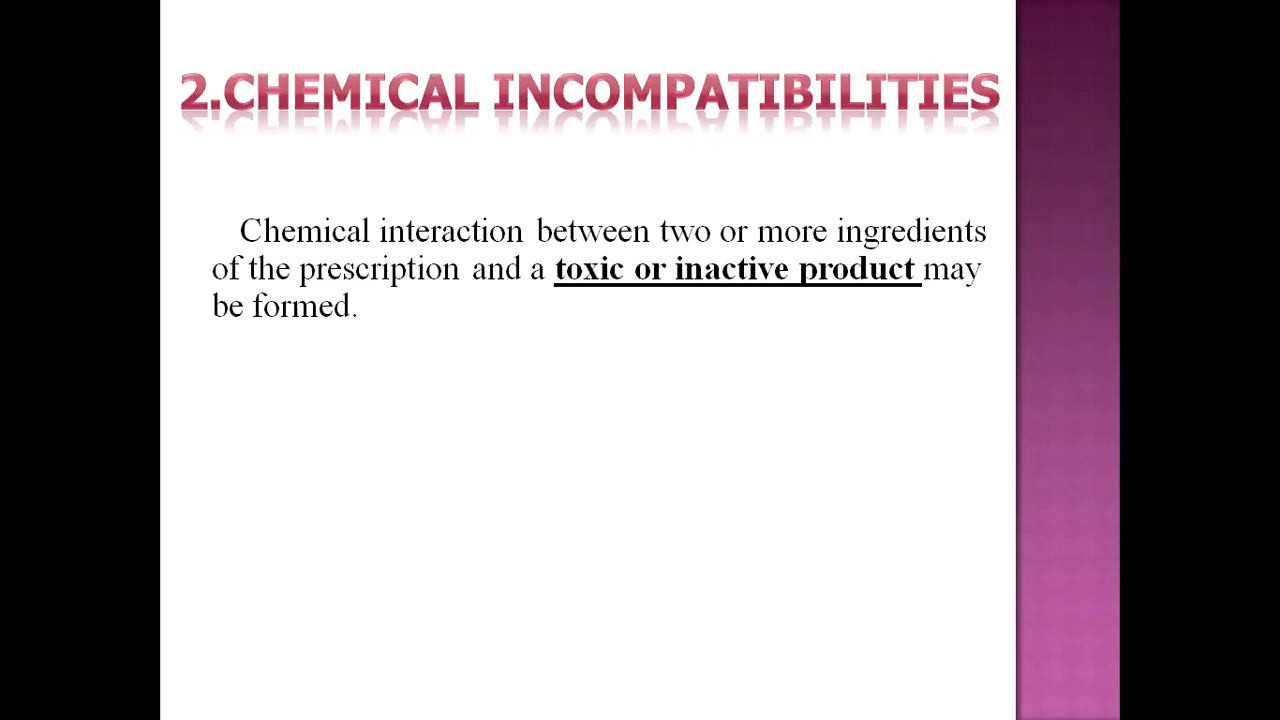 2.CHEMICAL INCOMPATIBILITIES
Chemical interaction between two or more ingredients
of the prescription and a toxic or inactive product may
be formed.